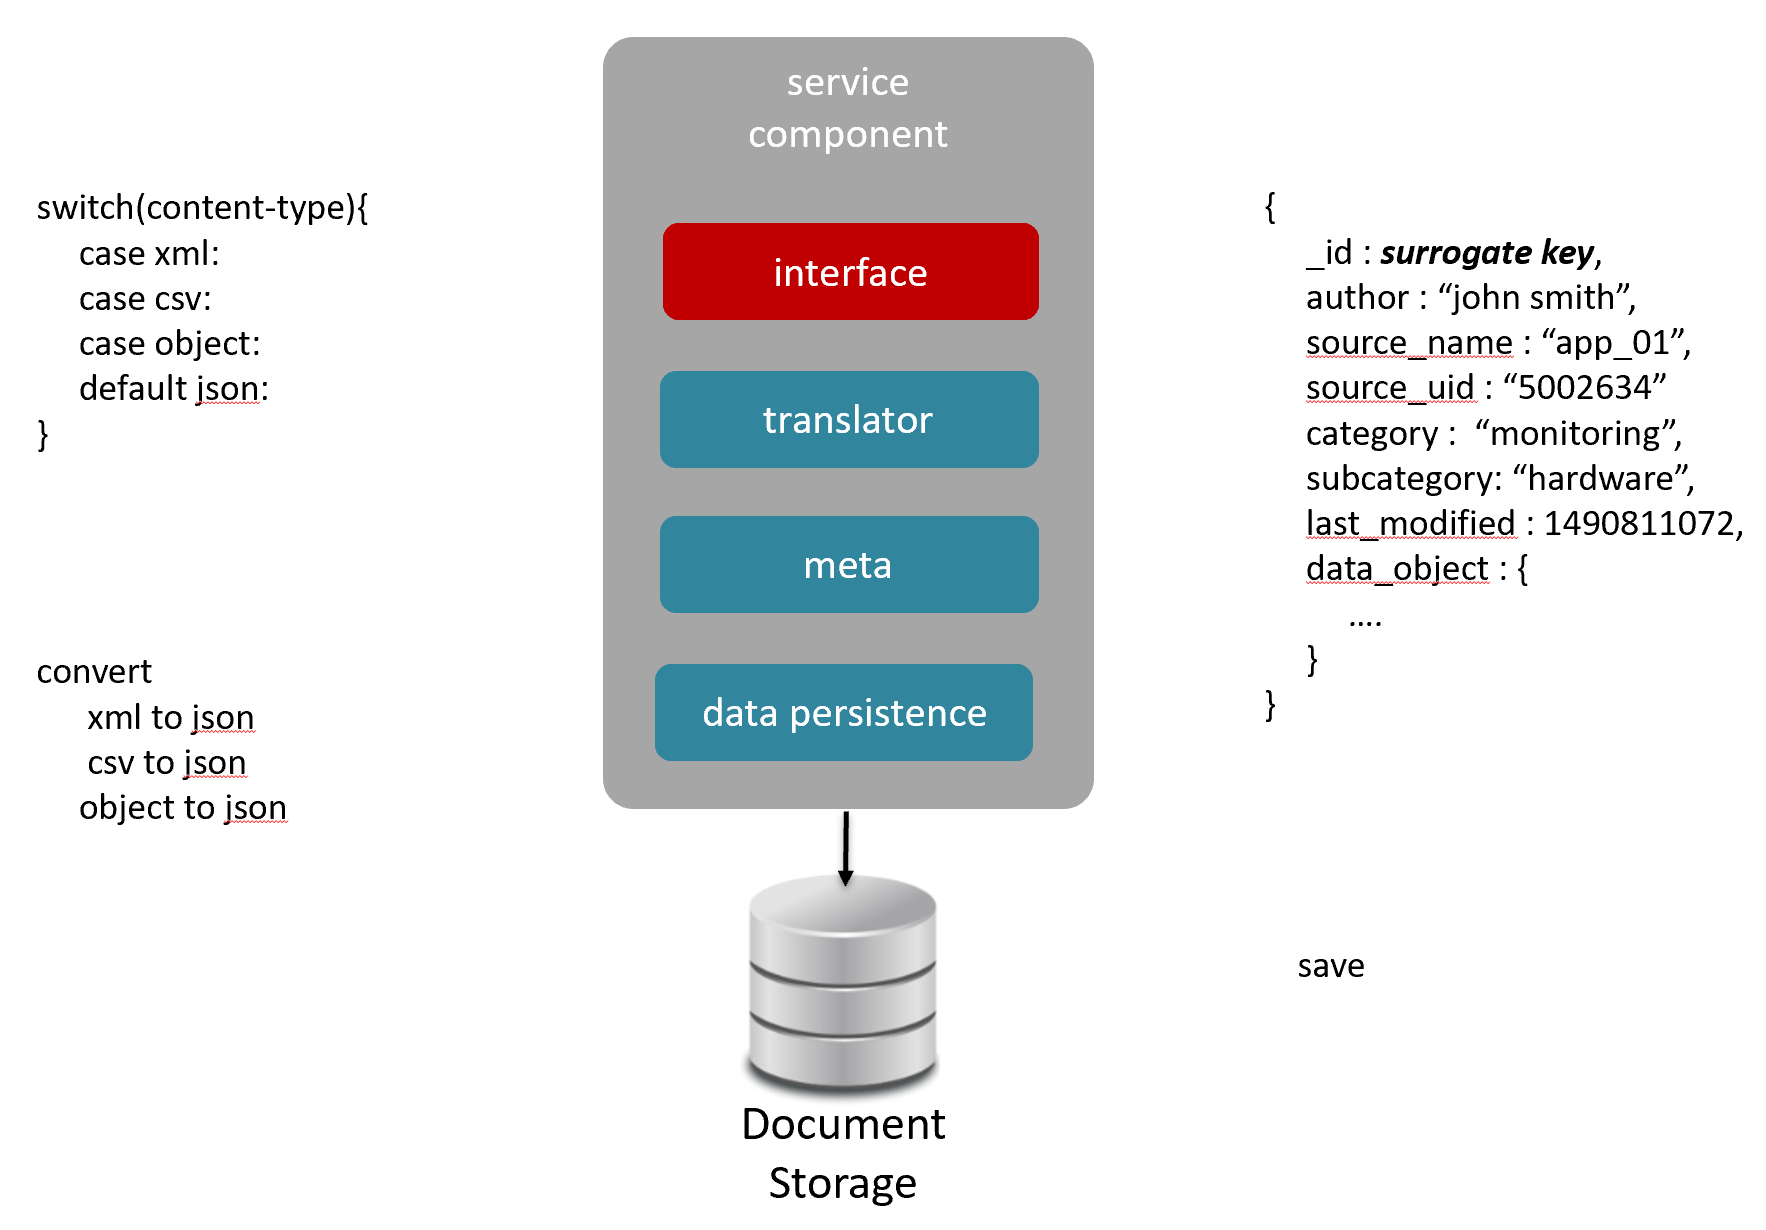 service
component
switch(content-type){
case xml:
case csv:
case object:
default json:
}
convert
xml to json
csv to json
object to json
interface
translator
meta
data persistence
Document
Storage
{
_id : surrogate key,
author : “john smith”,
source_name : “app_01”,
source_uid : “5002634”
category :  “monitoring”,
subcategory: “hardware”,
last_modified : 1490811072,
data_object : {
....
}
}
save